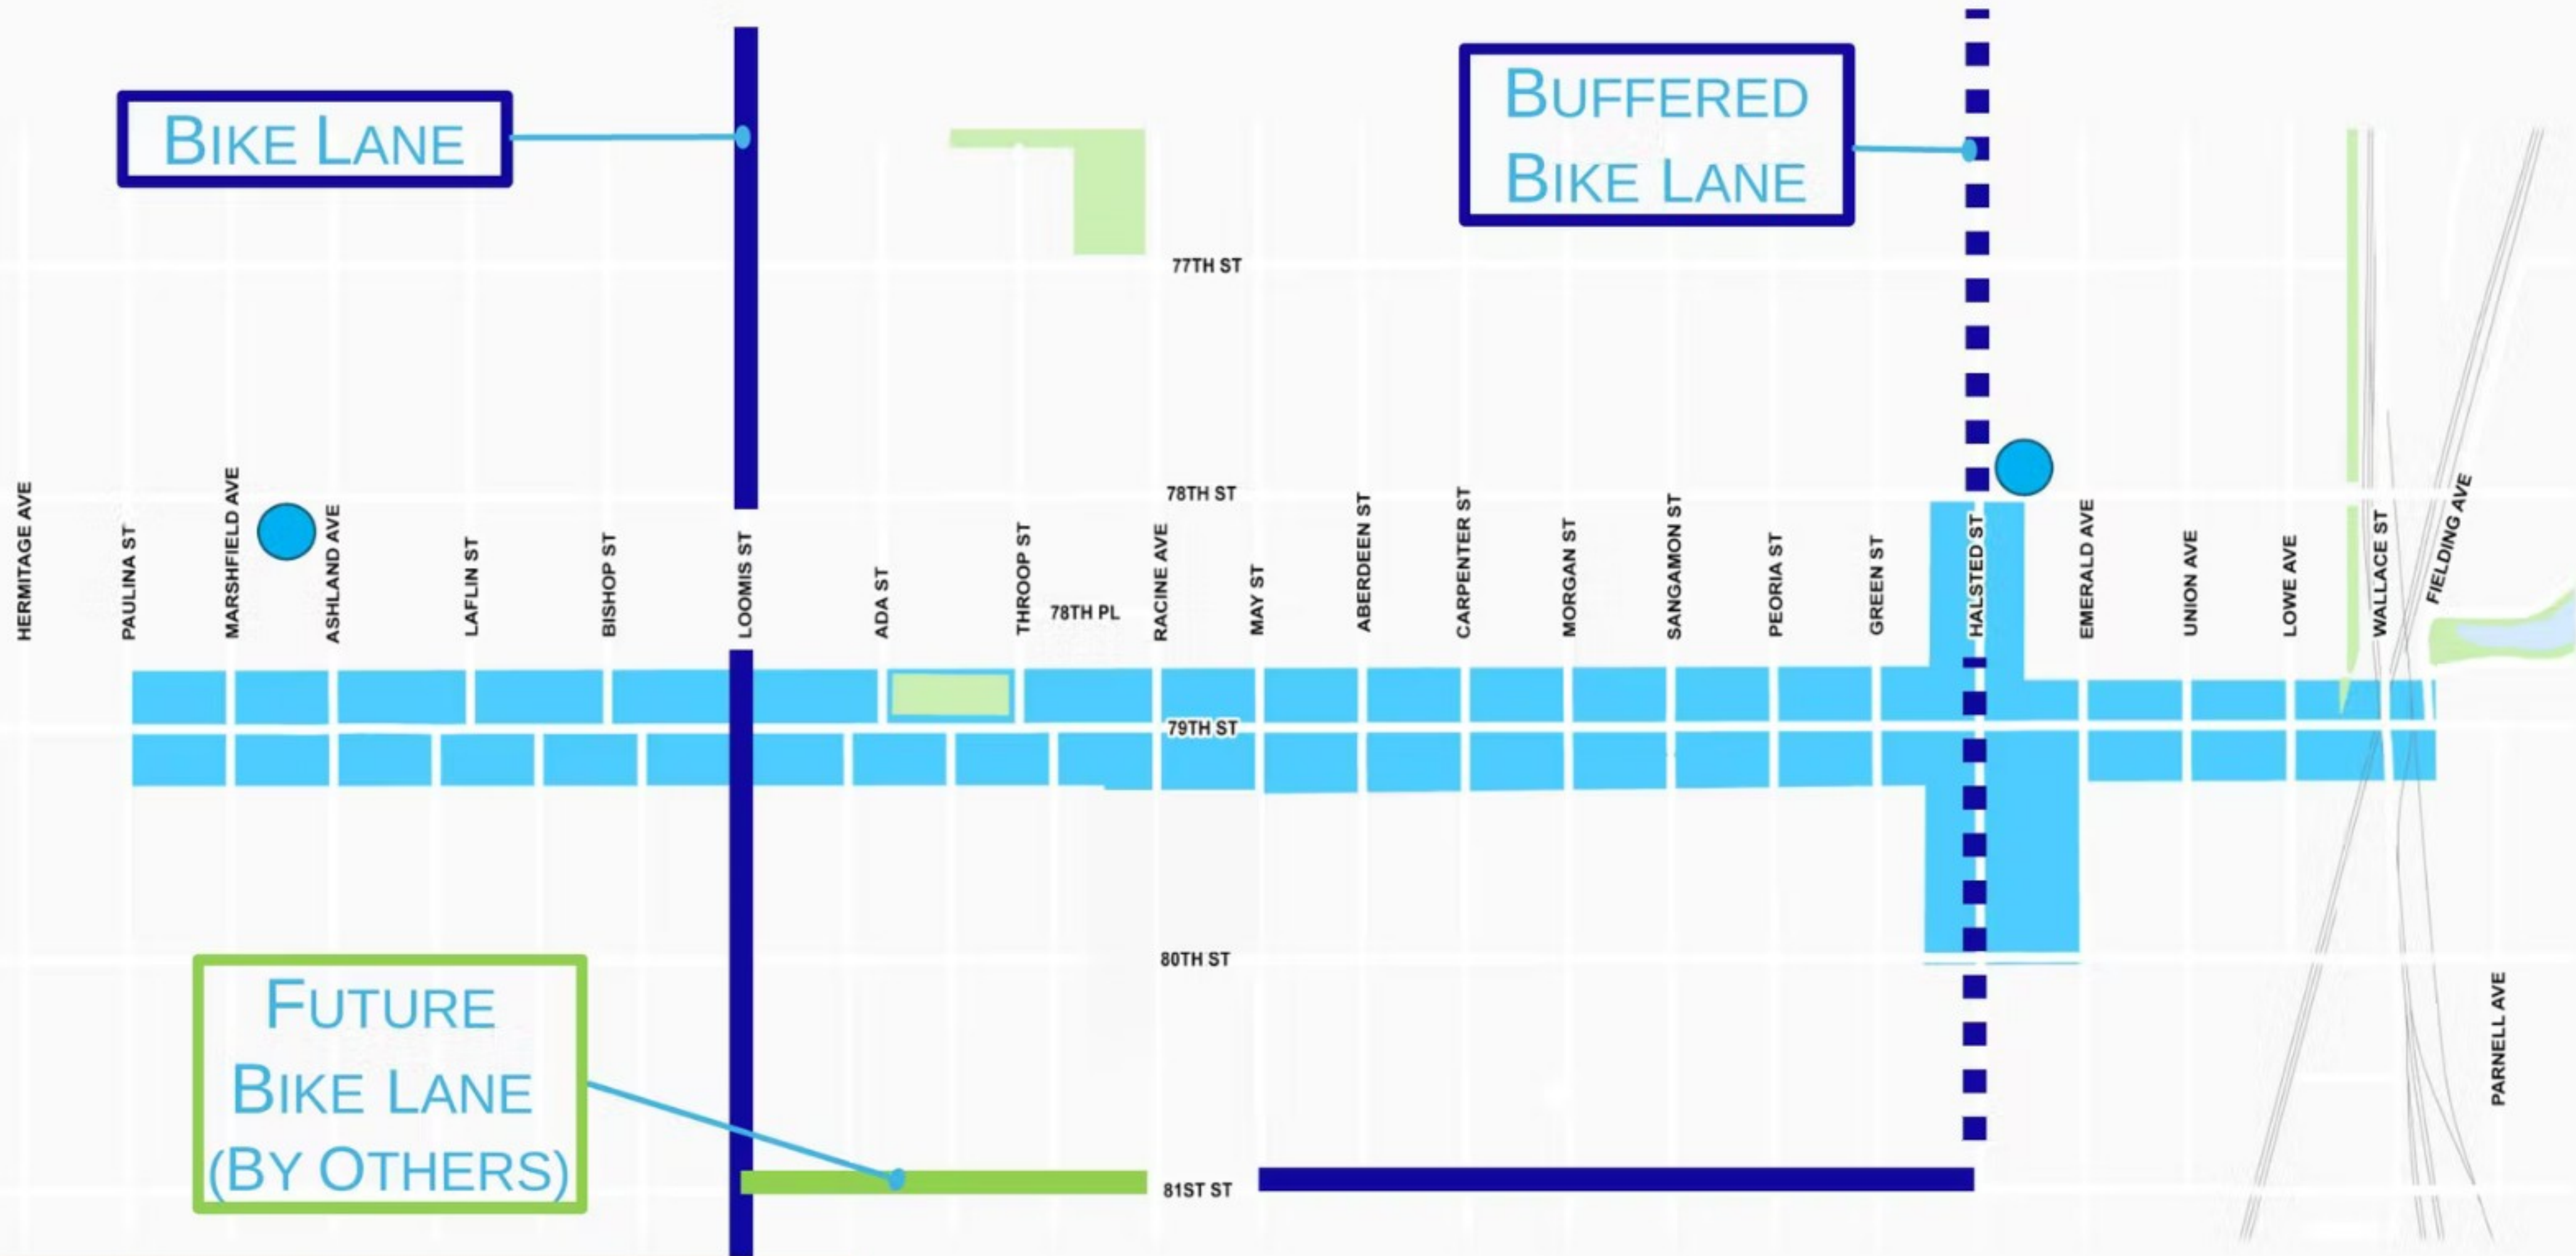 BUFFERED
BIKE LANE
BIKE LANE
77TH ST
78TH ST
HERMITAGE AVE
PAULINA ST
MARSHFIELD AVE
ASHLAND AVE
LAFLIN ST
BISHOP ST
LOOMIS ST
ADA ST
THROOP ST
78TH PL
RACINE AVE
MAY ST
ABERDEEN ST
CARPENTER ST
MORGAN ST
SANGAMON ST
PEORIA ST
GREEN ST
HALSTED ST
EMERALD AVE
UNION AVE
LOWE AVE
WALLACE ST
FIELDING AVE
79TH ST
80TH ST
FUTURE
BIKE LANE
(BY OTHERS)
PARNELL AVE
81ST ST